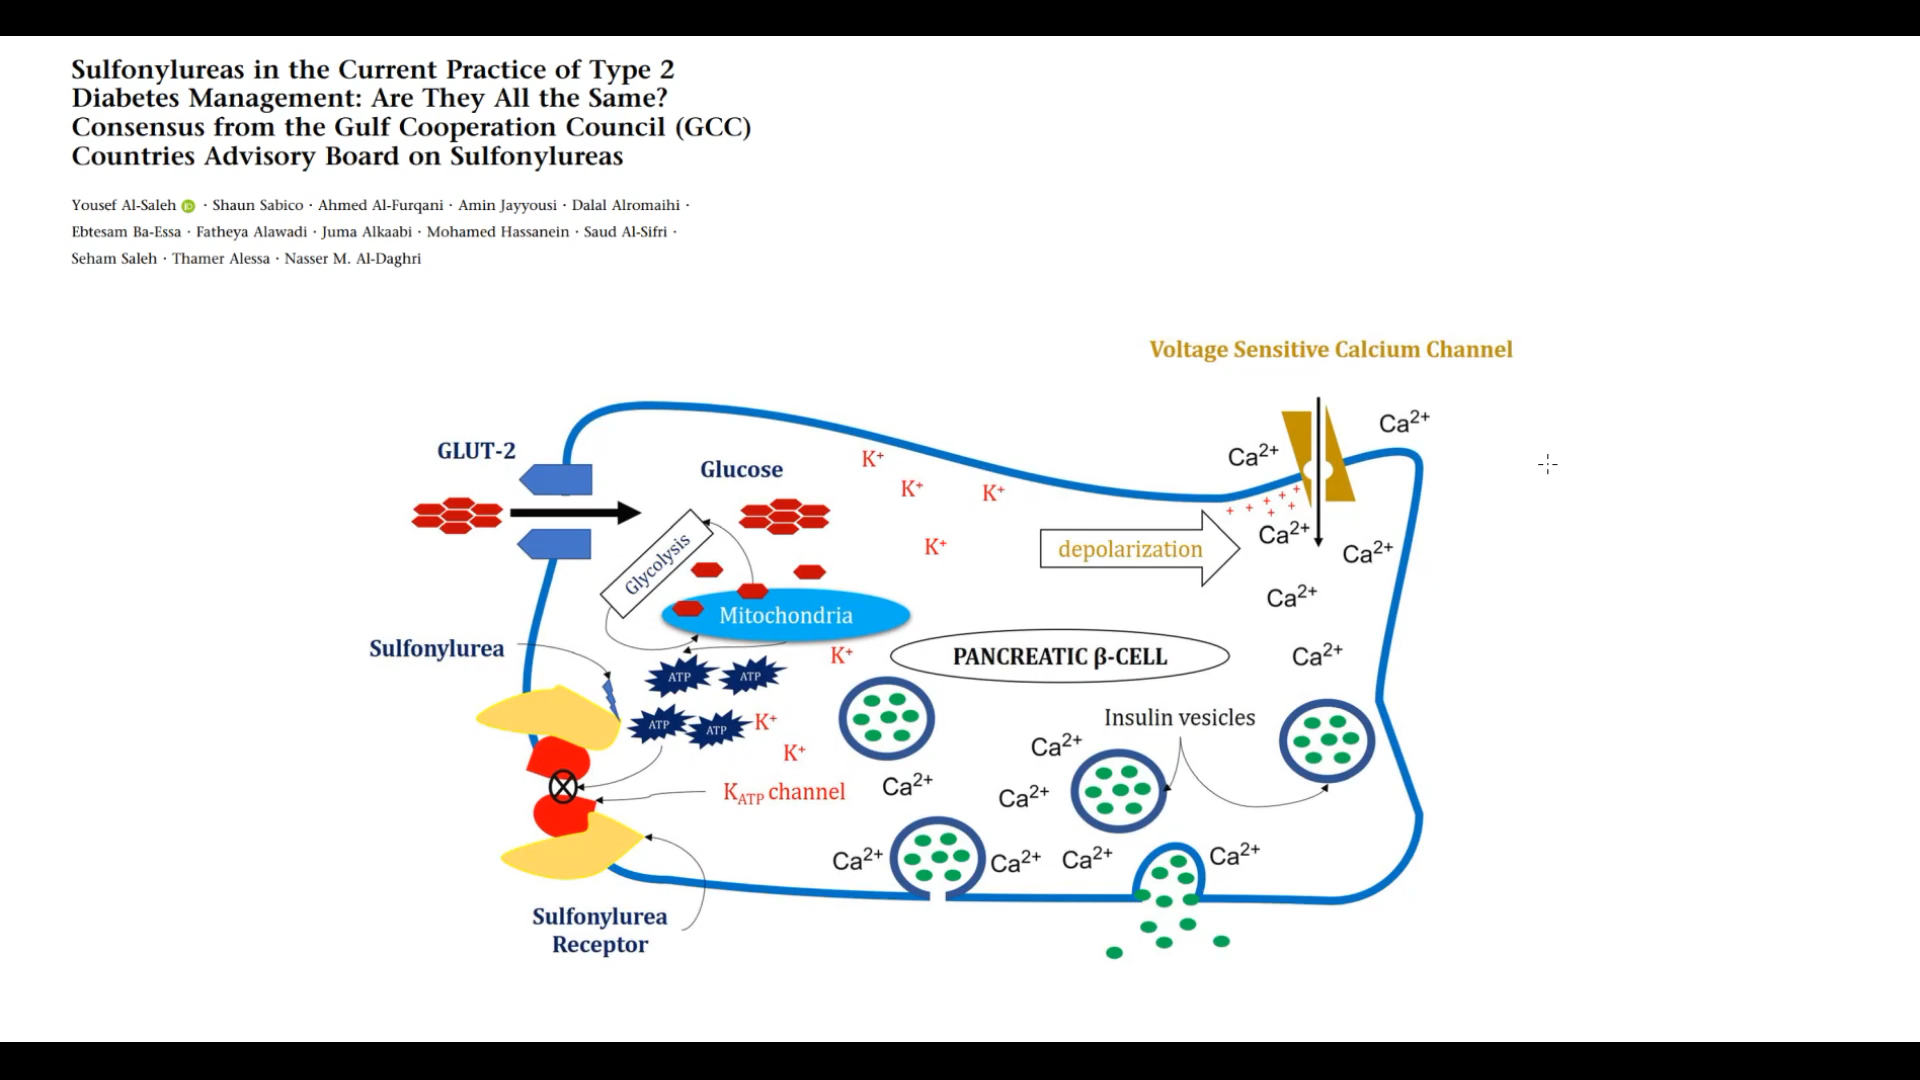 Sulfonylureas in the Current Practice of Type 2
Diabetes Management: Are They All the Same?
Consensus from the Gulf Cooperation Council (GCC)
Countries Advisory Board on Sulfonylureas
Yousef Al-Saleh · Shaun Sabico · Ahmed Al-Furqani · Amin Jayyousi · Dalal Alromaihi ·
Ebtesam Ba-Essa · Fatheya Alawadi · Juma Alkaabi · Mohamed Hassanein · Saud Al-Sifri ·
Seham Saleh · Thamer Alessa · Nasser M. Al-Daghri
Voltage Sensitive Calcium Channel
Ca2+
GLUT-2
Glucose
K+
Ca2+
K+
K+
Glycolysis
K+
depolarization
Ca2+
Ca2+
Ca2+
Mitochondria
Sulfonylurea
K+
PANCREATIC β-CELL
Ca2+
ATP
ATP
ATP
ATP
K+
Insulin vesicles
K+
Ca2+
KATP channel
Ca2+
Ca2+
Ca2+
Ca2+
Ca2+
Ca2+
Sulfonylurea
Receptor